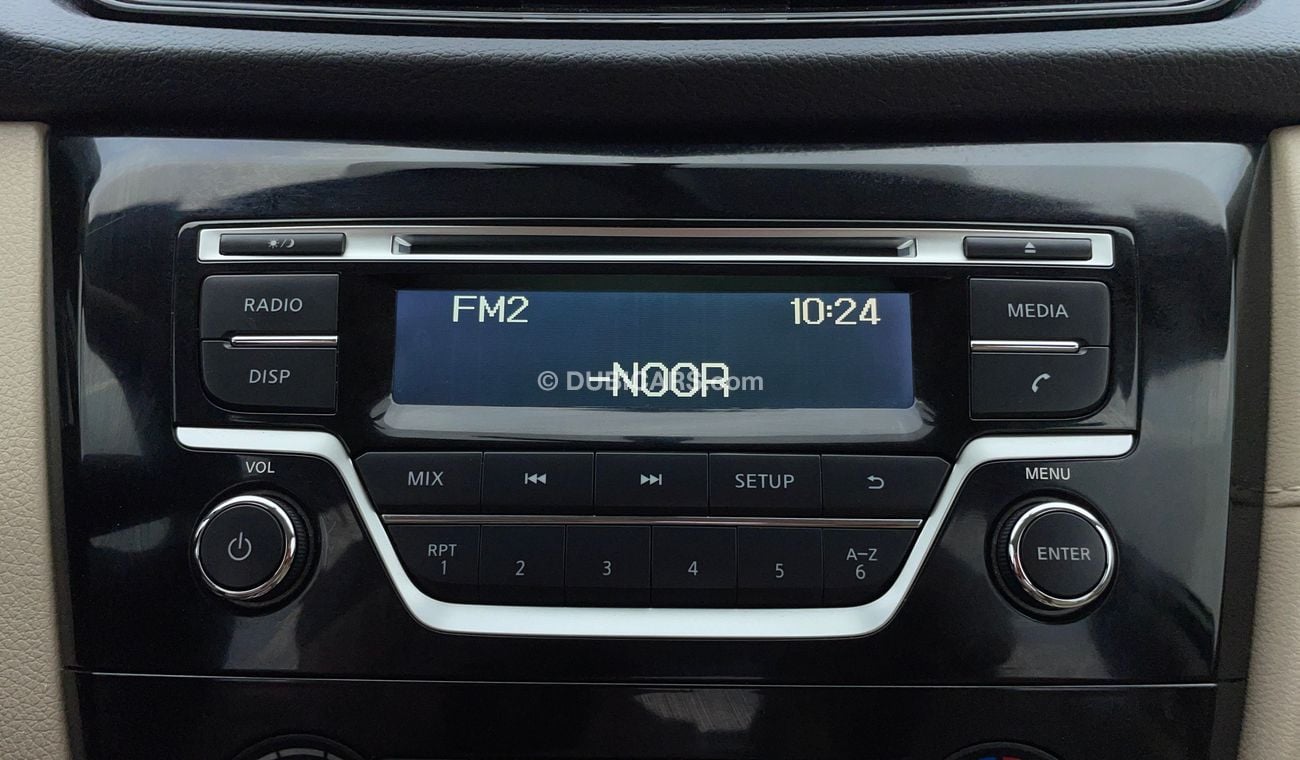 RADIO
DISP
FM2 10:24
-NOOR
© DUBICARS.com
MEDIA
VOL
MIX
SETUP
MENU
RPT
1 2 3 4 5
A-Z
6
ENTER